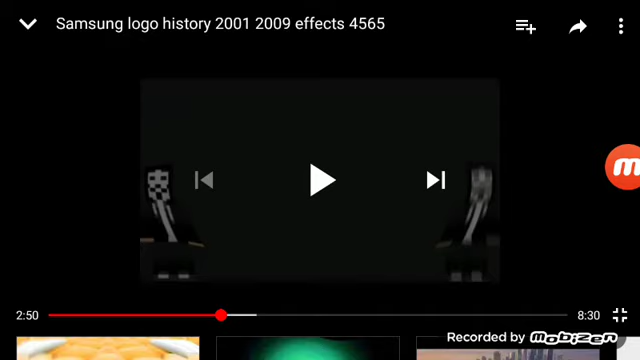 Samsung logo history 2001 2009 effects 4565
2:50
8:30
Recorded by mobizen